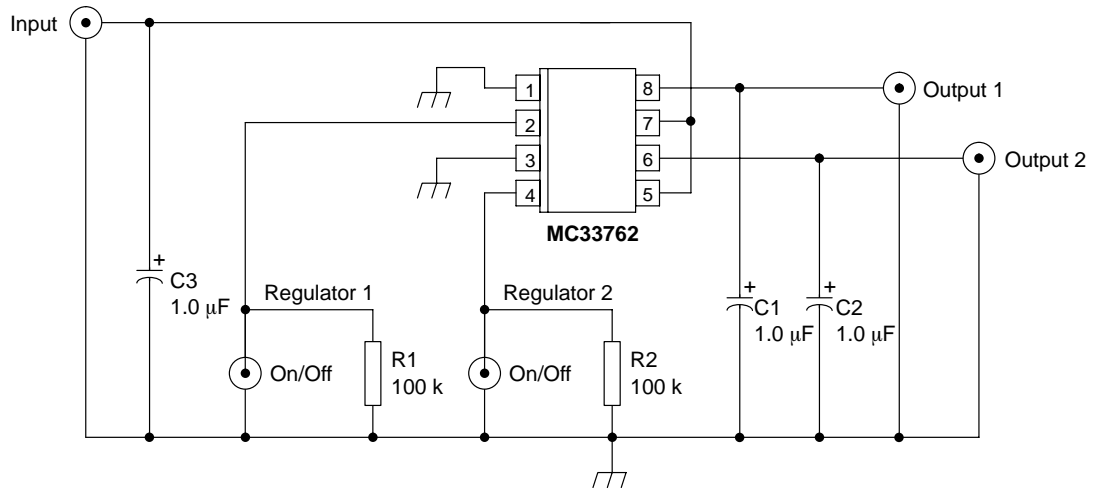 Input
1
2
3
4
8
7
6
5
Output 1
Output 2
MC33762
C3
1.0 μF
Regulator 1
On/Off
R1
100 k
Regulator 2
On/Off
R2
100 k
+
C1
1.0 μF
+
C2
1.0 μF
+